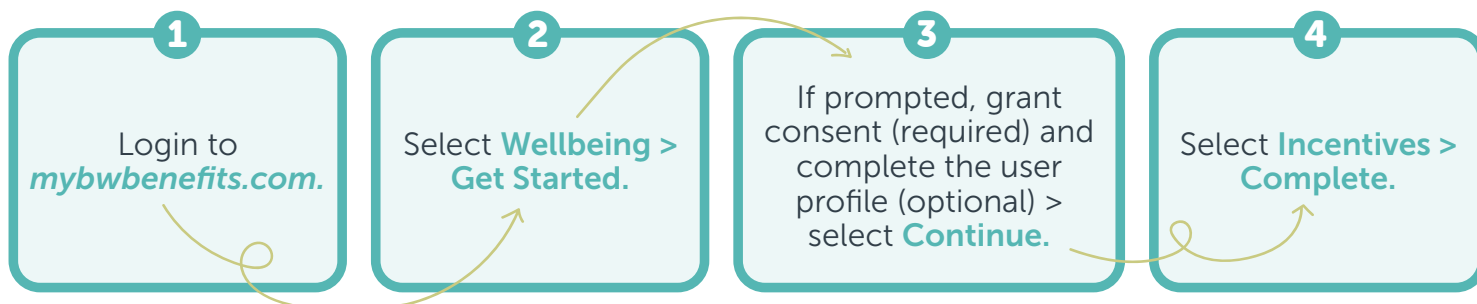 1
Login to
mybwbenefits.com.
2
Select Wellbeing >
Get Started.
3
If prompted, grant
consent (required) and
complete the user
profile (optional) >
select Continue.
4
Select Incentives >
Complete.